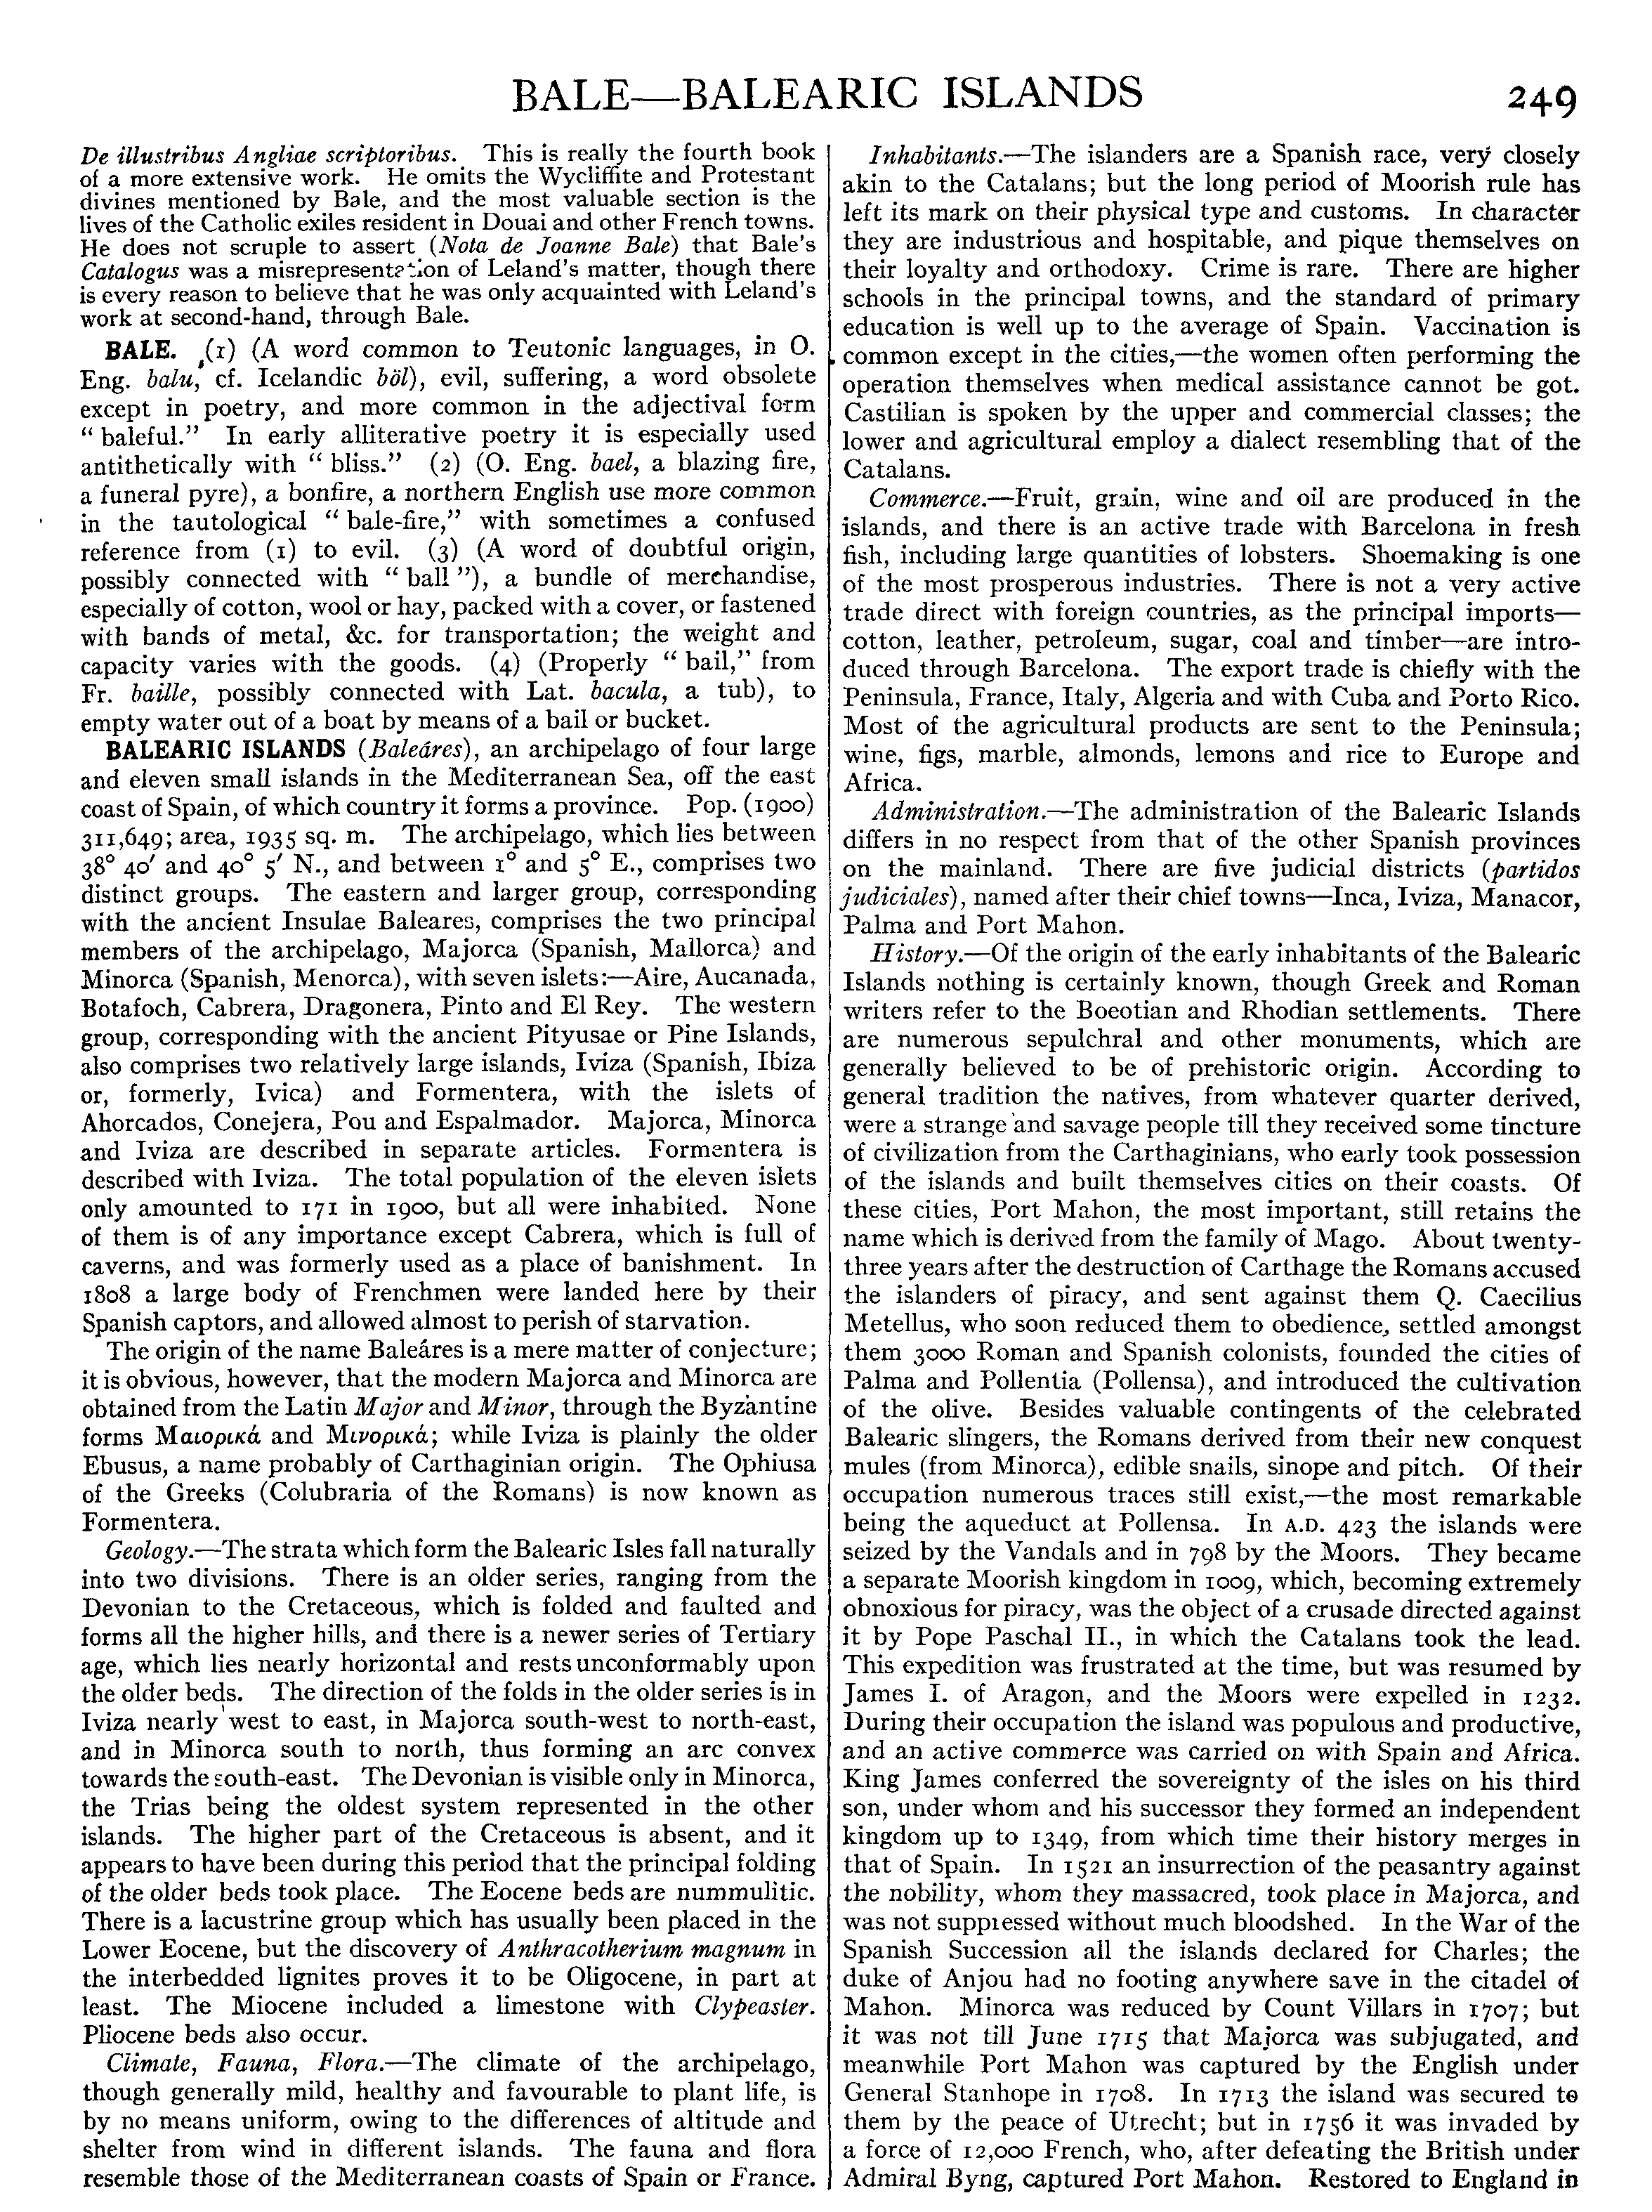 BALE—BALEARIC ISLANDS
249
De illustribus Angliae scriptoribus. This is really the fourth book
of a more extensive work. He omits the Wycliffite and Protestant
divines mentioned by Bale, and the most valuable section is the
lives of the Catholic exiles resident in Douai and other French towns.
He does not scruple to assert (Nota de Joanne Bale) that Bale's
Catalogus was a misrepresentation of Leland's matter, though there
is every reason to believe that he was only acquainted with Leland's
work at second-hand, through Bale.
BALE. (1) (A word common to Teutonic languages, in O.
Eng. balu, cf. Icelandic böl), evil, suffering, a word obsolete
except in poetry, and more common in the adjectival form
“ baleful.” In early alliterative poetry it is especially used
antithetically with “ bliss.” (2) (O. Eng. bael, a blazing fire,
a funeral pyre), a bonfire, a northern English use more common
in the tautological “ bale-fire,” with sometimes a confused
reference from (1) to evil. (3) (A word of doubtful origin,
possibly connected with “ ball ”), a bundle of merchandise,
especially of cotton, wool or hay, packed with a cover, or fastened
with bands of metal, &c. for transportation; the weight and
capacity varies with the goods. (4) (Properly “ bail,” from
Fr. baille, possibly connected with Lat. bacula, a tub), to
empty water out of a boat by means of a bail or bucket.
BALEARIC ISLANDS (Baleáres), an archipelago of four large
and eleven small islands in the Mediterranean Sea, off the east
coast of Spain, of which country it forms a province. Pop. (1900)
311,649; area, 1935 sq. m. The archipelago, which lies between
38° 40′ and 40° 5′ N., and between 1° and 5° E., comprises two
distinct groups. The eastern and larger group, corresponding
with the ancient Insulae Baleares, comprises the two principal
members of the archipelago, Majorca (Spanish, Mallorca) and
Minorca (Spanish, Menorca), with seven islets:—Aire, Aucanada,
Botafoch, Cabrera, Dragonera, Pinto and El Rey. The western
group, corresponding with the ancient Pityusae or Pine Islands,
also comprises two relatively large islands, Iviza (Spanish, Ibiza
or, formerly, Ivica) and Formentera, with the islets of
Ahorcados, Conejera, Pou and Espalmador. Majorca, Minorca
and Iviza are described in separate articles. Formentera is
described with Iviza. The total population of the eleven islets
only amounted to 171 in 1900, but all were inhabited. None
of them is of any importance except Cabrera, which is full of
caverns, and was formerly used as a place of banishment. In
1808 a large body of Frenchmen were landed here by their
Spanish captors, and allowed almost to perish of starvation.
The origin of the name Baleáres is a mere matter of conjecture;
it is obvious, however, that the modern Majorca and Minorca are
obtained from the Latin Major and Minor, through the Byzantine
forms Μαιορικά and Μινορικά; while Iviza is plainly the older
Ebusus, a name probably of Carthaginian origin. The Ophiusa
of the Greeks (Colubraria of the Romans) is now known as
Formentera.
Geology.—The strata which form the Balearic Isles fall naturally
into two divisions. There is an older series, ranging from the
Devonian to the Cretaceous, which is folded and faulted and
forms all the higher hills, and there is a newer series of Tertiary
age, which lies nearly horizontal and rests unconformably upon
the older beds. The direction of the folds in the older series is in
Iviza nearly west to east, in Majorca south-west to north-east,
and in Minorca south to north, thus forming an arc convex
towards the south-east. The Devonian is visible only in Minorca,
the Trias being the oldest system represented in the other
islands. The higher part of the Cretaceous is absent, and it
appears to have been during this period that the principal folding
of the older beds took place. The Eocene beds are nummulitic.
There is a lacustrine group which has usually been placed in the
Lower Eocene, but the discovery of Anthracotherium magnum in
the interbedded lignites proves it to be Oligocene, in part at
least. The Miocene included a limestone with Clypeaster.
Pliocene beds also occur.
Climate, Fauna, Flora.—The climate of the archipelago,
though generally mild, healthy and favourable to plant life, is
by no means uniform, owing to the differences of altitude and
shelter from wind in different islands. The fauna and flora
resemble those of the Mediterranean coasts of Spain or France.
Inhabitants.—The islanders are a Spanish race, very closely
akin to the Catalans; but the long period of Moorish rule has
left its mark on their physical type and customs. In character
they are industrious and hospitable, and pique themselves on
their loyalty and orthodoxy. Crime is rare. There are higher
schools in the principal towns, and the standard of primary
education is well up to the average of Spain. Vaccination is
common except in the cities,—the women often performing the
operation themselves when medical assistance cannot be got.
Castilian is spoken by the upper and commercial classes; the
lower and agricultural employ a dialect resembling that of the
Catalans.
Commerce.—Fruit, grain, wine and oil are produced in the
islands, and there is an active trade with Barcelona in fresh
fish, including large quantities of lobsters. Shoemaking is one
of the most prosperous industries. There is not a very active
trade direct with foreign countries, as the principal imports—
cotton, leather, petroleum, sugar, coal and timber—are intro-
duced through Barcelona. The export trade is chiefly with the
Peninsula, France, Italy, Algeria and with Cuba and Porto Rico.
Most of the agricultural products are sent to the Peninsula;
wine, figs, marble, almonds, lemons and rice to Europe and
Africa.
Administration.—The administration of the Balearic Islands
differs in no respect from that of the other Spanish provinces
on the mainland. There are five judicial districts (partidos
judiciales), named after their chief towns—Inca, Iviza, Manacor,
Palma and Port Mahon.
History.—Of the origin of the early inhabitants of the Balearic
Islands nothing is certainly known, though Greek and Roman
writers refer to the Boeotian and Rhodian settlements. There
are numerous sepulchral and other monuments, which are
generally believed to be of prehistoric origin. According to
general tradition the natives, from whatever quarter derived,
were a strange and savage people till they received some tincture
of civilization from the Carthaginians, who early took possession
of the islands and built themselves cities on their coasts. Of
these cities, Port Mahon, the most important, still retains the
name which is derived from the family of Mago. About twenty-
three years after the destruction of Carthage the Romans accused
the islanders of piracy, and sent against them Q. Caecilius
Metellus, who soon reduced them to obedience, settled amongst
them 3000 Roman and Spanish colonists, founded the cities of
Palma and Pollentia (Pollensa), and introduced the cultivation
of the olive. Besides valuable contingents of the celebrated
Balearic slingers, the Romans derived from their new conquest
mules (from Minorca), edible snails, sinope and pitch. Of their
occupation numerous traces still exist,—the most remarkable
being the aqueduct at Pollensa. In A.D. 423 the islands were
seized by the Vandals and in 798 by the Moors. They became
a separate Moorish kingdom in 1009, which, becoming extremely
obnoxious for piracy, was the object of a crusade directed against
it by Pope Paschal II., in which the Catalans took the lead.
This expedition was frustrated at the time, but was resumed by
James I. of Aragon, and the Moors were expelled in 1232.
During their occupation the island was populous and productive,
and an active commerce was carried on with Spain and Africa.
King James conferred the sovereignty of the isles on his third
son, under whom and his successor they formed an independent
kingdom up to 1349, from which time their history merges in
that of Spain. In 1521 an insurrection of the peasantry against
the nobility, whom they massacred, took place in Majorca, and
was not suppressed without much bloodshed. In the War of the
Spanish Succession all the islands declared for Charles; the
duke of Anjou had no footing anywhere save in the citadel of
Mahon. Minorca was reduced by Count Villars in 1707; but
it was not till June 1715 that Majorca was subjugated, and
meanwhile Port Mahon was captured by the English under
General Stanhope in 1708. In 1713 the island was secured to
them by the peace of Utrecht; but in 1756 it was invaded by
a force of 12,000 French, who, after defeating the British under
Admiral Byng, captured Port Mahon. Restored to England in